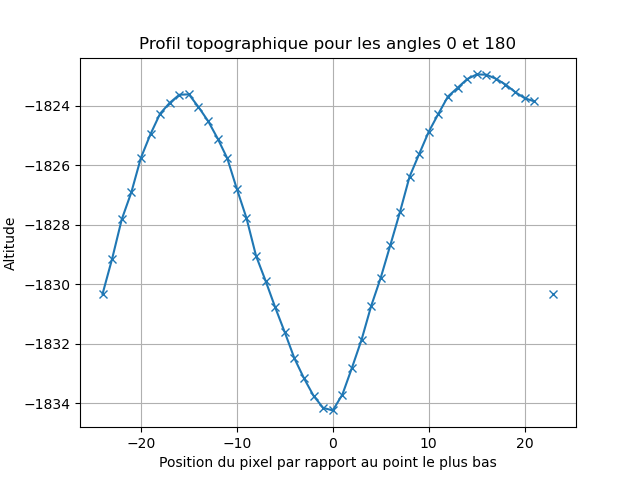 Profil topographique pour les angles 0 et 180
−1824
−1826
−1828
−1830
−1832
−1834
Altitude
−20 −10 0 10 20
Position du pixel par rapport au point le plus bas